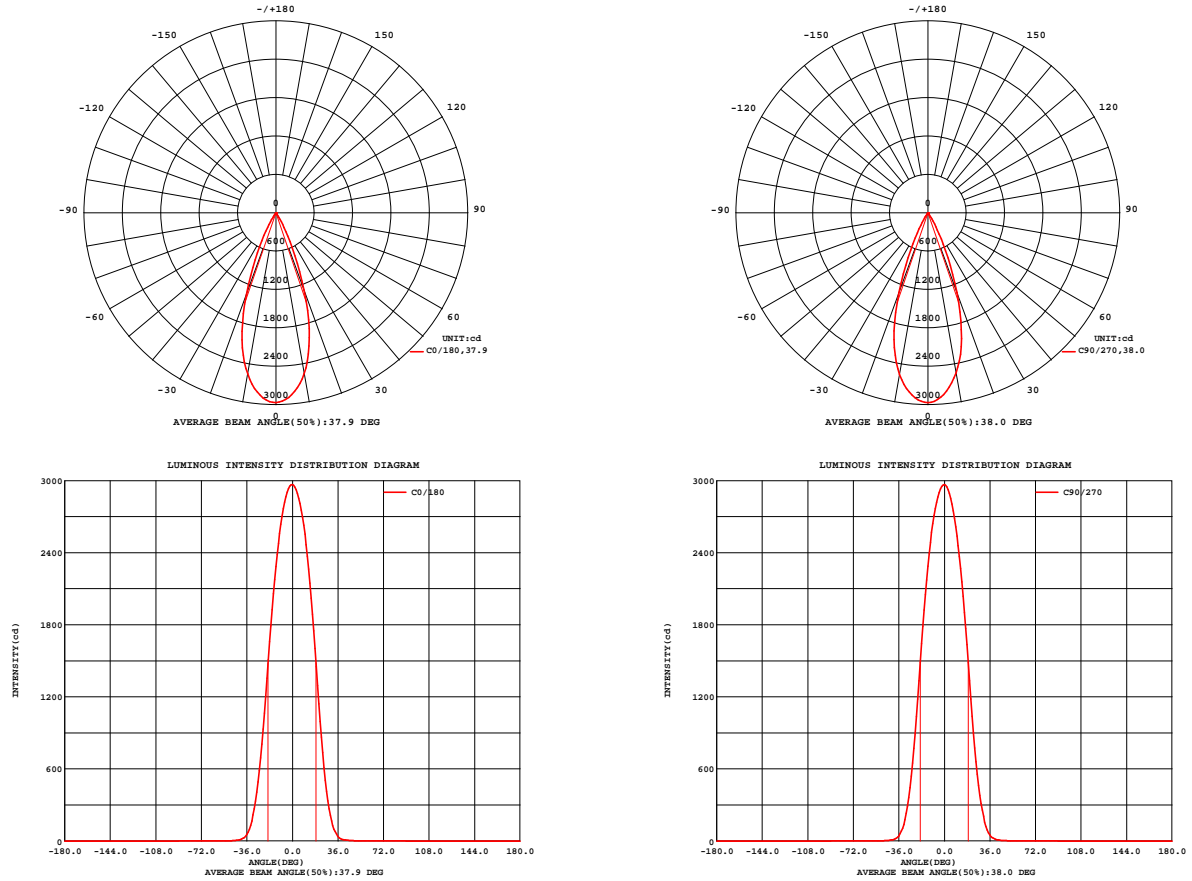 -/+180
-150 150
-120 120
-90 90
-60 60
-30 30
0
600
1200
1800
2400
3000
0
UNIT:cd
C0/180,37.9
AVERAGE BEAM ANGLE(50%):37.9 DEG
-/+180
-150 150
-120 120
-90 90
-60 60
-30 30
0
600
1200
1800
2400
3000
0
UNIT:cd
C90/270,38.0
AVERAGE BEAM ANGLE(50%):38.0 DEG
LUMINOUS INTENSITY DISTRIBUTION DIAGRAM
C0/180
3000
2400
1800
1200
600
0
INTENSITY(cd)
-180.0 -144.0 -108.0 -72.0 -36.0 0.0 36.0 72.0 108.0 144.0 180.0
ANGLE(DEG)
AVERAGE BEAM ANGLE(50%):37.9 DEG
LUMINOUS INTENSITY DISTRIBUTION DIAGRAM
C90/270
3000
2400
1800
1200
600
0
INTENSITY(cd)
-180.0 -144.0 -108.0 -72.0 -36.0 0.0 36.0 72.0 108.0 144.0 180.0
ANGLE(DEG)
AVERAGE BEAM ANGLE(50%):38.0 DEG